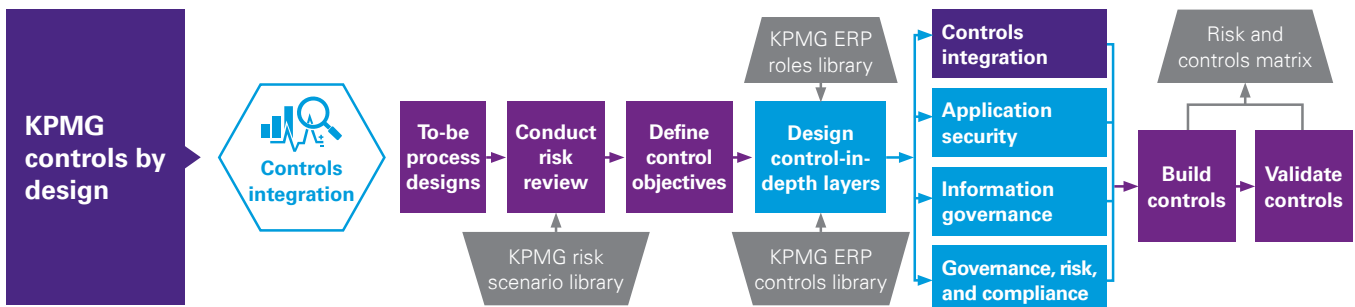 KPMG
controls by
design
Controls
integration
To-be
process
designs
Conduct
risk
review
KPMG risk
scenario library
Define
control
objectives
KPMG ERP
roles library
Design
control-in-
depth layers
KPMG ERP
controls library
Controls
integration
Application
security
Information
governance
Governance, risk,
and compliance
Risk and
controls matrix
Build
controls
Validate
controls